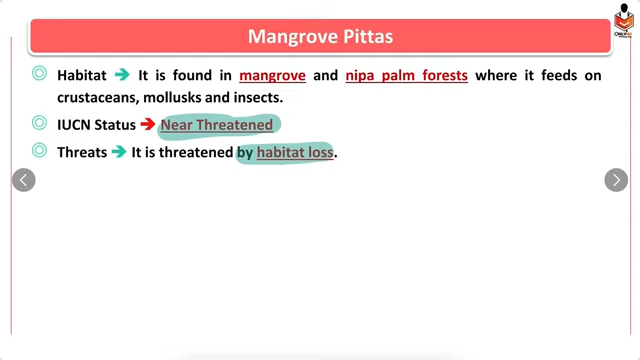 Mangrove Pittas
Habitat ➔ It is found in mangrove and nipa palm forests where it feeds on
crustaceans, mollusks and insects.
IUCN Status ➔ Near Threatened
Threats ➔ It is threatened by habitat loss.